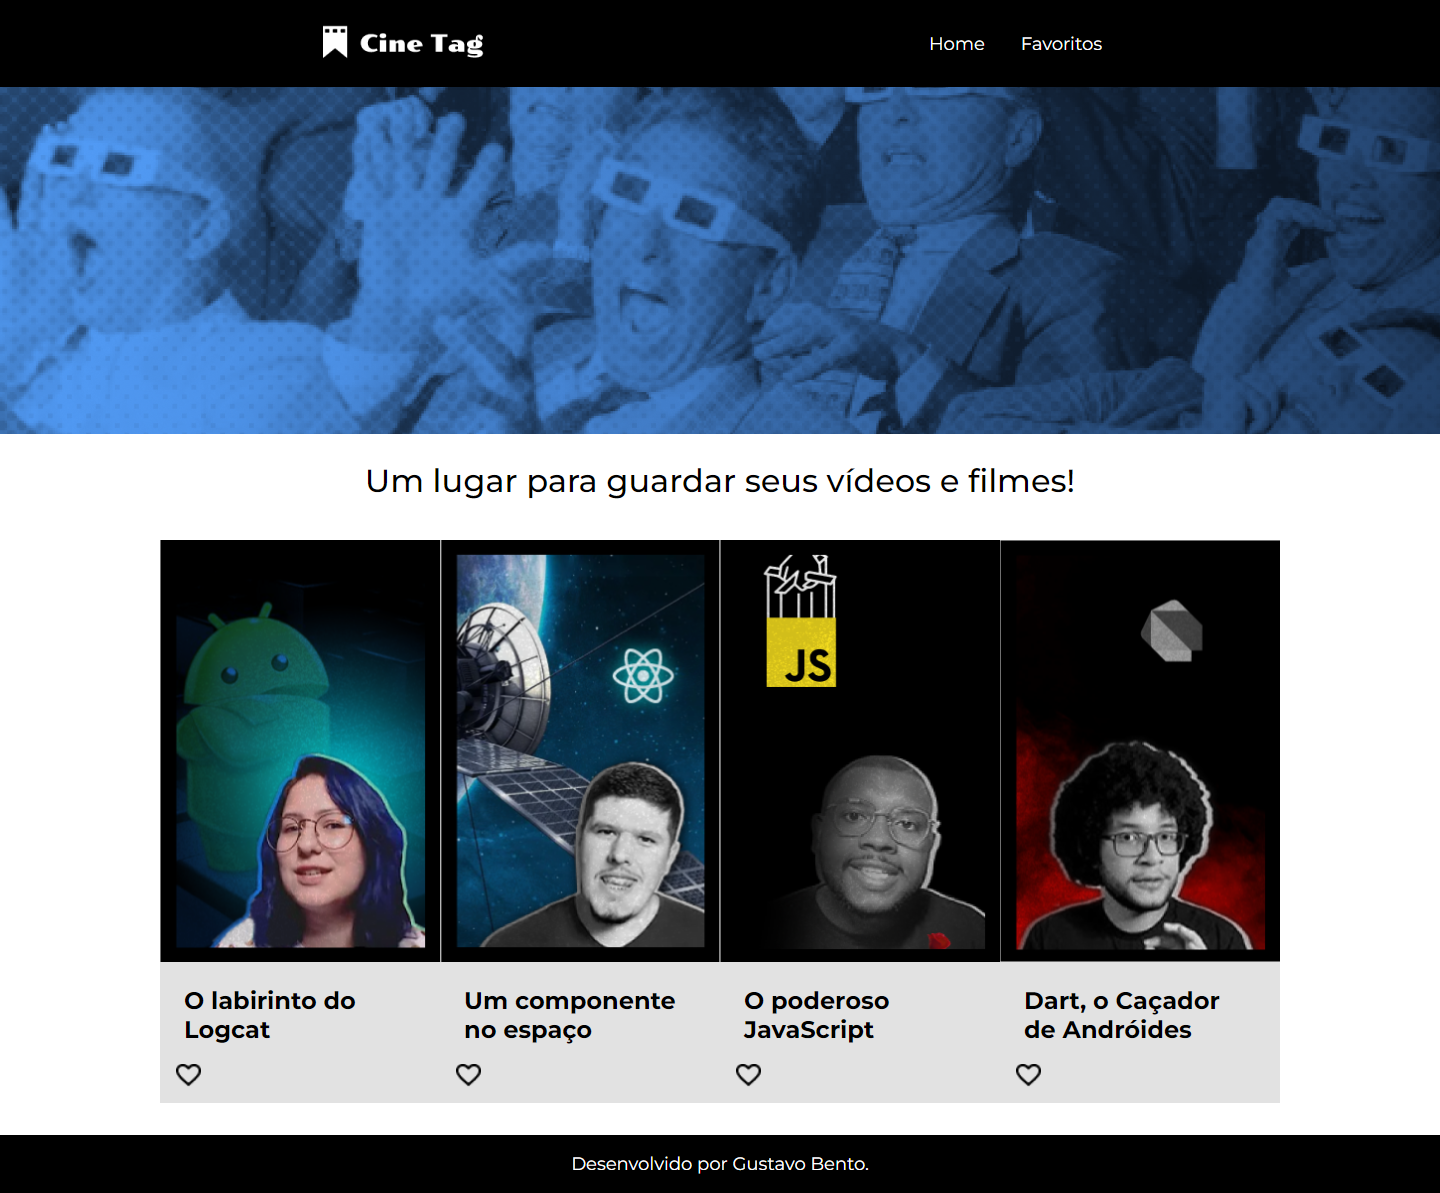 Cine Tag
Home
Favoritos
Um lugar para guardar seus vídeos e filmes!
JS
O labirinto do
Logcat
Um componente
no espaço
O poderoso
JavaScript
Dart, o Caçador
de Andróides
Desenvolvido por Gustavo Bento.